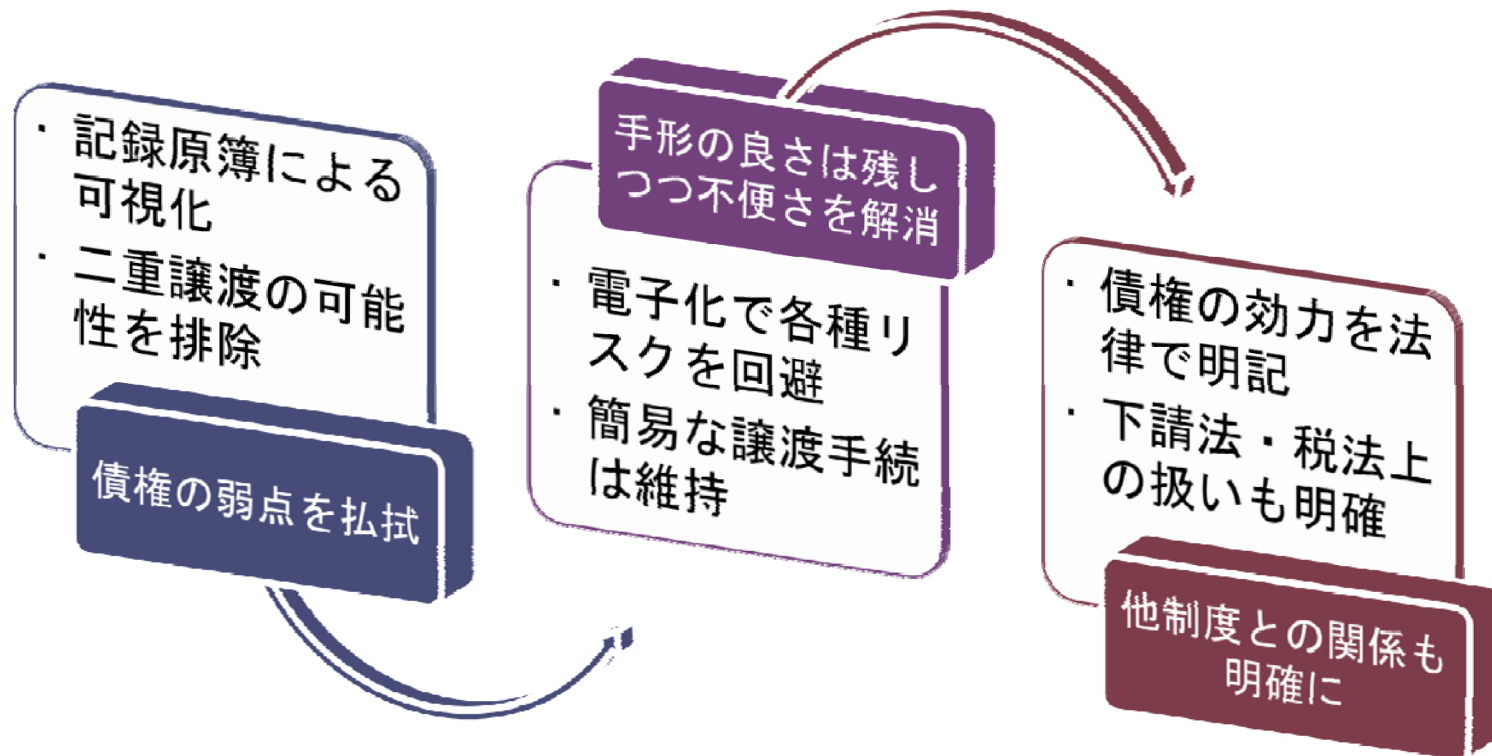 ・記録原簿による
可視化
・二重譲渡の可能
性を排除
債権の弱点を払拭
手形の良さは残し
つつ不便さを解消
・電子化で各種リ
スクを回避
・簡易な譲渡手続
は維持
・債権の効力を法
律で明記
・下請法・税法上
の扱いも明確
他制度との関係も
明確に